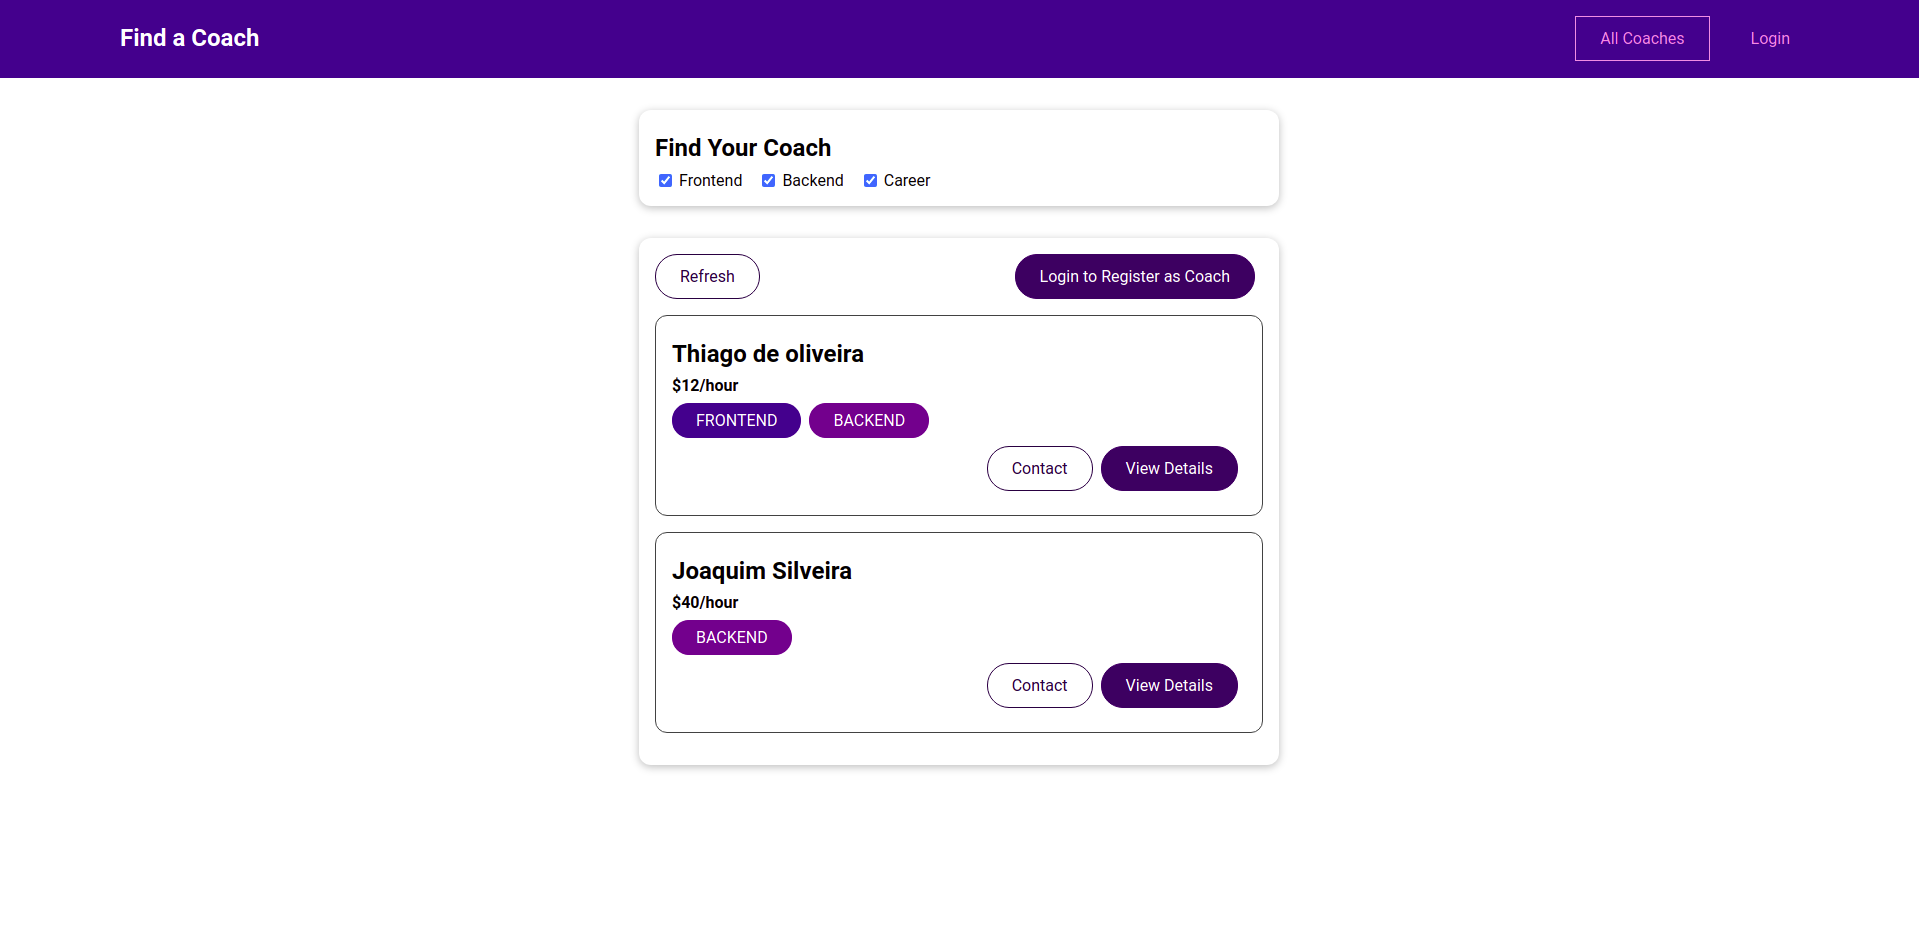 Find a Coach
All Coaches Login
Find Your Coach
Frontend Backend Career
Refresh Login to Register as Coach
Thiago de oliveira
$12/hour
FRONTEND BACKEND
Contact View Details
Joaquim Silveira
$40/hour
BACKEND
Contact View Details